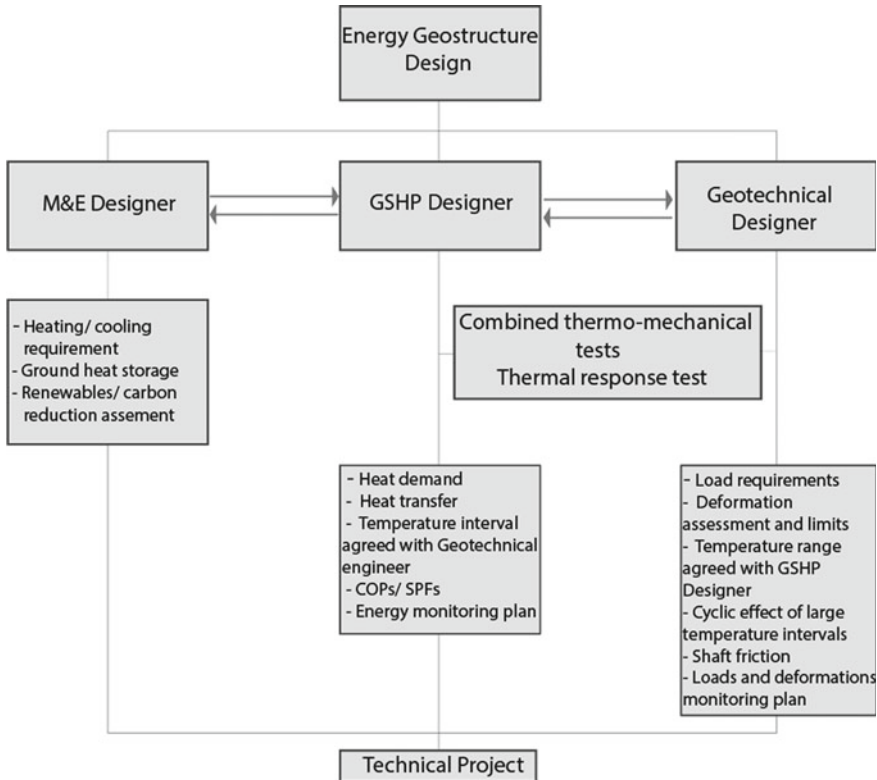 Energy Geostructure
Design
M&E Designer
GSHP Designer
Geotechnical
Designer
- Heating/ cooling
requirement
- Ground heat storage
- Renewables/ carbon
reduction assement
Combined thermo-mechanical
tests
Thermal response test
- Heat demand
- Heat transfer
- Temperature interval
agreed with Geotechnical
engineer
- COPs/ SPFs
- Energy monitoring plan
- Load requirements
- Deformation
assessment and limits
- Temperature range
agreed with GSHP
Designer
- Cyclic effect of large
temperature intervals
- Shaft friction
- Loads and deformations
monitoring plan
Technical Project